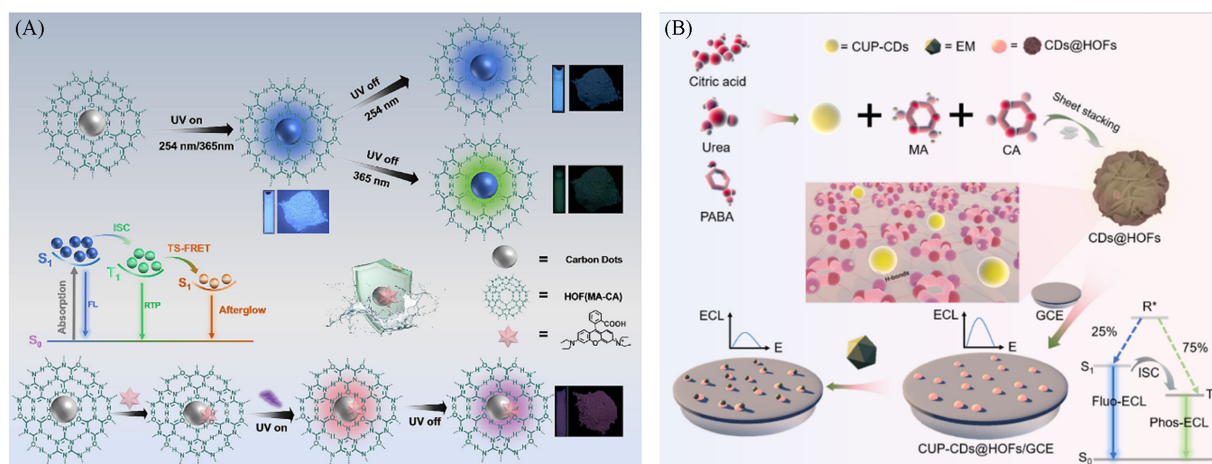 (A)
UV on
254 nm/365nm
UV off
254 nm
UV off
365 nm
ISC
S1
T1
TS-FRET
S1
Absorption
FL
RTP
Afterglow
S0
= Carbon Dots
= HOF(MA-CA)
=
COOH
N
O
N
UV on
UV off
(B)
Citric acid
Urea
PABA
= CUP-CDs
= EM
= CDs@HOFs
+
MA
+
CA
Sheet stacking
CDs@HOFs
H-bonds
GCE
ECL
E
ECL
E
CUP-CDs@HOFs/GCE
R*
25%
75%
S1
ISC
T
Fluo-ECL
Phos-ECL
S0